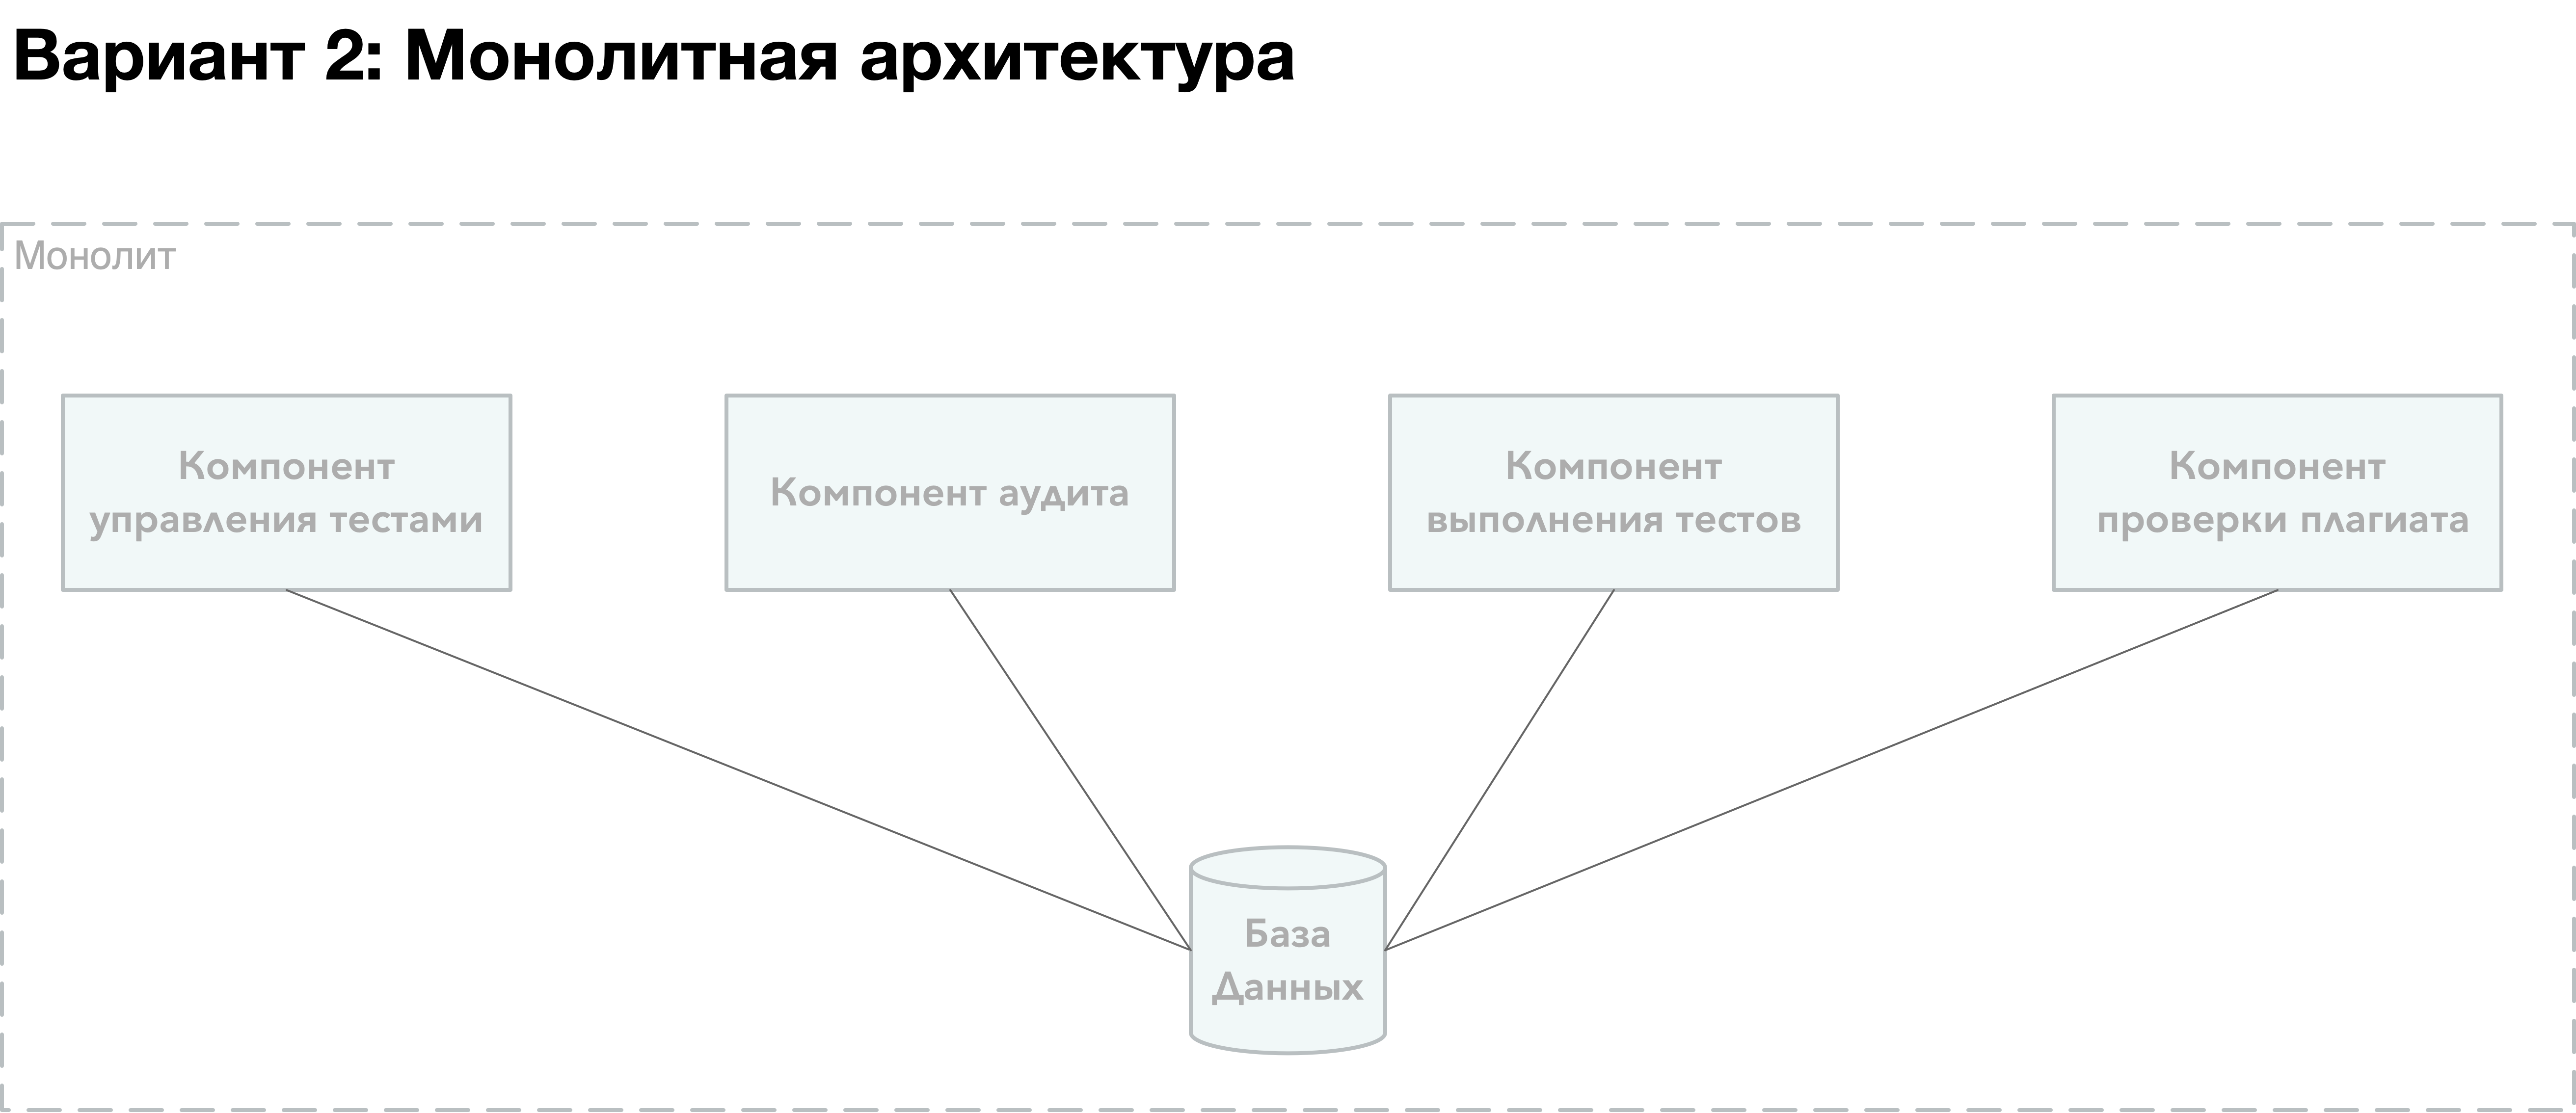 Вариант 2: Монолитная архитектура
Монолит
Компонент
управления тестами
Компонент аудита
Компонент
выполнения тестов
Компонент
проверки плагиата
База
Данных